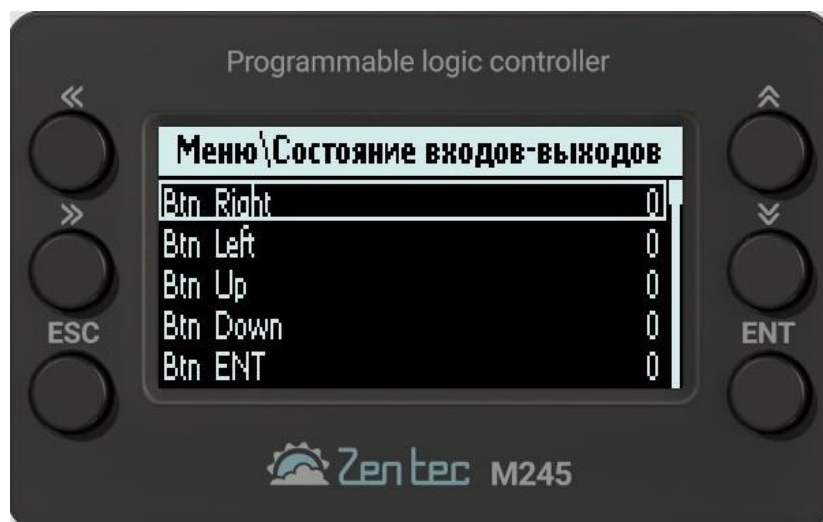 Programmable logic controller
«
»
ESC
Меню\Состояние входов-выходов
Btn Right 0
Btn Left 0
Btn Up 0
Btn Down 0
Btn ENT 0
ENT
Zentec M245